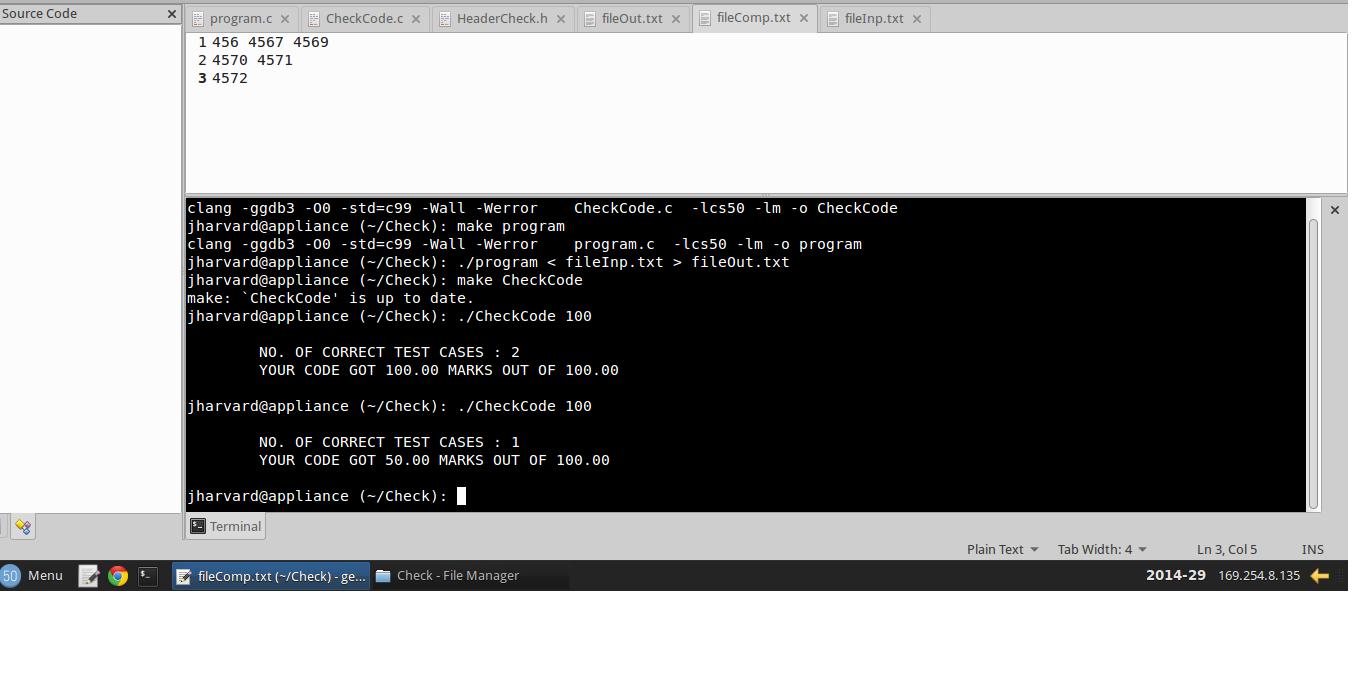 Source Code
program.c CheckCode.c HeaderCheck.h fileOut.txt fileComp.txt fileInp.txt
1 456 4567 4569
2 4570 4571
3 4572
clang -ggdb3 -O0 -std=c99 -Wall -Werror    CheckCode.c  -lcs50 -lm -o CheckCode
jharvard@appliance (~/Check): make program
clang -ggdb3 -O0 -std=c99 -Wall -Werror    program.c  -lcs50 -lm -o program
jharvard@appliance (~/Check): ./program < fileInp.txt > fileOut.txt
jharvard@appliance (~/Check): make CheckCode
make: `CheckCode' is up to date.
jharvard@appliance (~/Check): ./CheckCode 100
NO. OF CORRECT TEST CASES : 2
YOUR CODE GOT 100.00 MARKS OUT OF 100.00
jharvard@appliance (~/Check): ./CheckCode 100
NO. OF CORRECT TEST CASES : 1
YOUR CODE GOT 50.00 MARKS OUT OF 100.00
jharvard@appliance (~/Check):
Terminal
Plain Text Tab Width: 4 Ln 3, Col 5 INS
50 Menu fileComp.txt (~/Check) - ge... Check - File Manager 2014-29 169.254.8.135